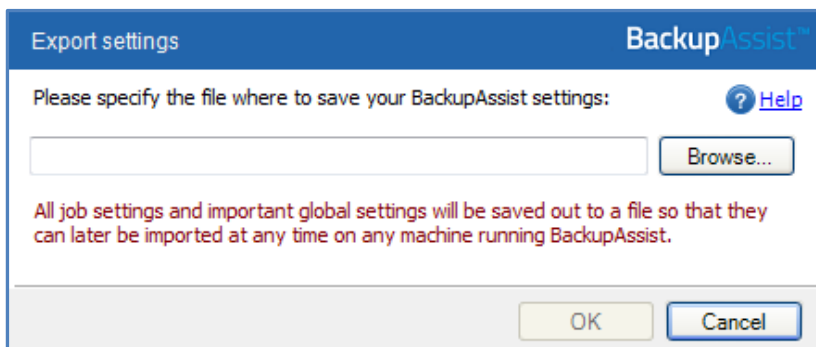 Export settings
BackupAssist™
Please specify the file where to save your BackupAssist settings:
Help
Browse...
All job settings and important global settings will be saved out to a file so that they
can later be imported at any time on any machine running BackupAssist.
OK
Cancel